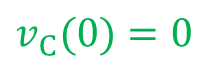 v_C(0) = 0